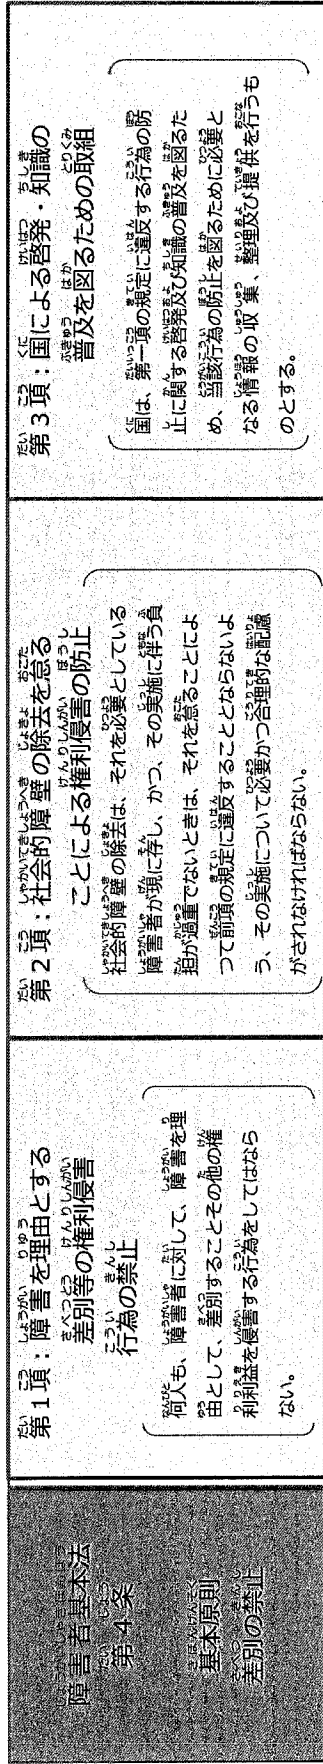 障害者基本法
第4条
基本原則
差別の禁止
第1項：障害を理由とする
差別等の権利侵害
行為の禁止
何人も、障害者に対して、障害を理
由として、差別することその他の権
利利益を侵害する行為をしてはなら
ない。
第2項：社会的障壁の除去を怠る
ことによる権利侵害の防止
社会的障壁の除去は、それを必要としている
障害者が現に存し、かつ、その実施に伴う負
担が過重でないときは、それを怠ることによ
つて前項の規定に違反することとならないよ
う、その実施について必要かつ合理的な配慮
がされなければならない。
第3項：国による啓発・知識の
普及を図るための取組
国は、第一項の規定に違反する行為の防
止に関する啓発及び知識の普及を図るた
め、当該行為の防止を図るために必要と
なる情報の収集、整理及び提供を行うも
のとする。